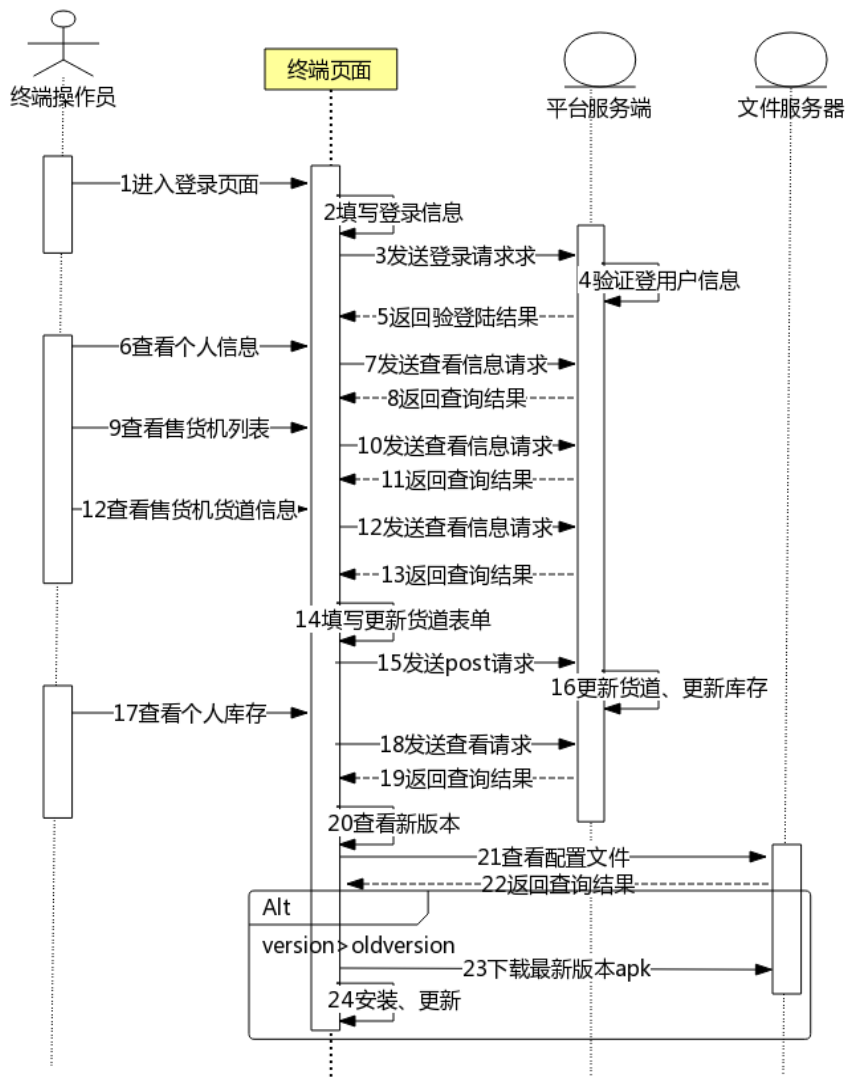 终端操作员
终端页面
平台服务端
文件服务器
1进入登录页面
2填写登录信息
3发送登录请求求
4验证登用户信息
5返回验登陆结果
6查看个人信息
7发送查看信息请求
8返回查询结果
9查看售货机列表
10发送查看信息请求
11返回查询结果
12查看售货机货道信息
12发送查看信息请求
13返回查询结果
14填写更新货道表单
15发送post请求
16更新货道、更新库存
17查看个人库存
18发送查看请求
19返回查询结果
20查看新版本
21查看配置文件
22返回查询结果
Alt
version>oldversion
23下载最新版本apk
24安装、更新